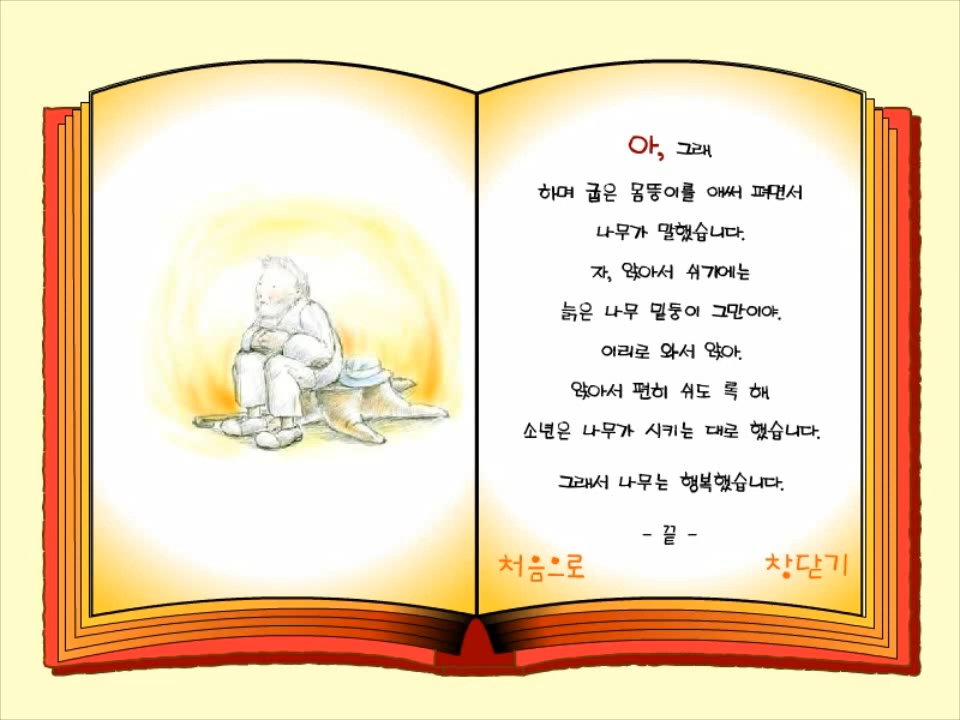 아, 그래.
하며 굽은 몸뚱이를 애써 펴면서
나무가 말했습니다.
자, 앉아서 쉬기에는
늙은 나무 밑둥이 그만이야.
이리로 와서 앉아.
앉아서 편히 쉬도 록 해
소년은 나무가 시키는 대로 했습니다.
그래서 나무는 행복했습니다.
- 끝 -
처음으로 창닫기